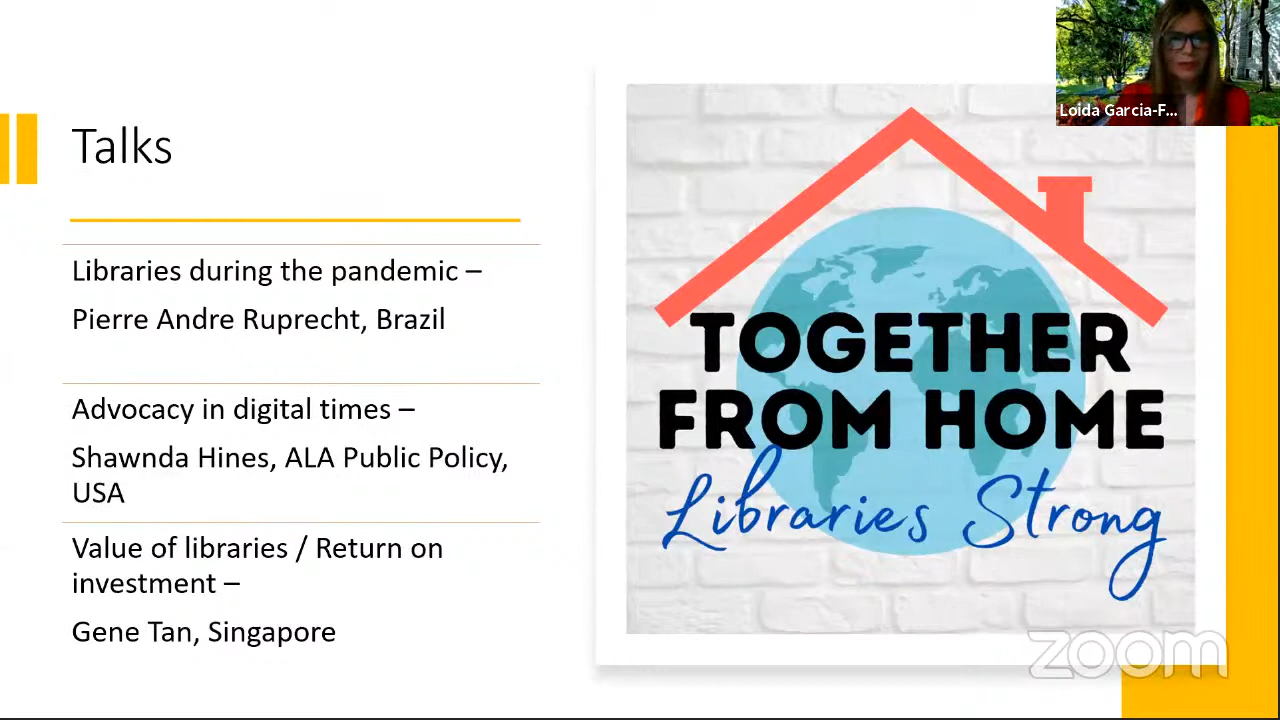 Talks
Libraries during the pandemic –
Pierre Andre Ruprecht, Brazil
Advocacy in digital times –
Shawnda Hines, ALA Public Policy,
USA
Value of libraries / Return on
investment –
Gene Tan, Singapore
Loida Garcia-F...
TOGETHER
FROM HOME
Libraries Strong
zoom